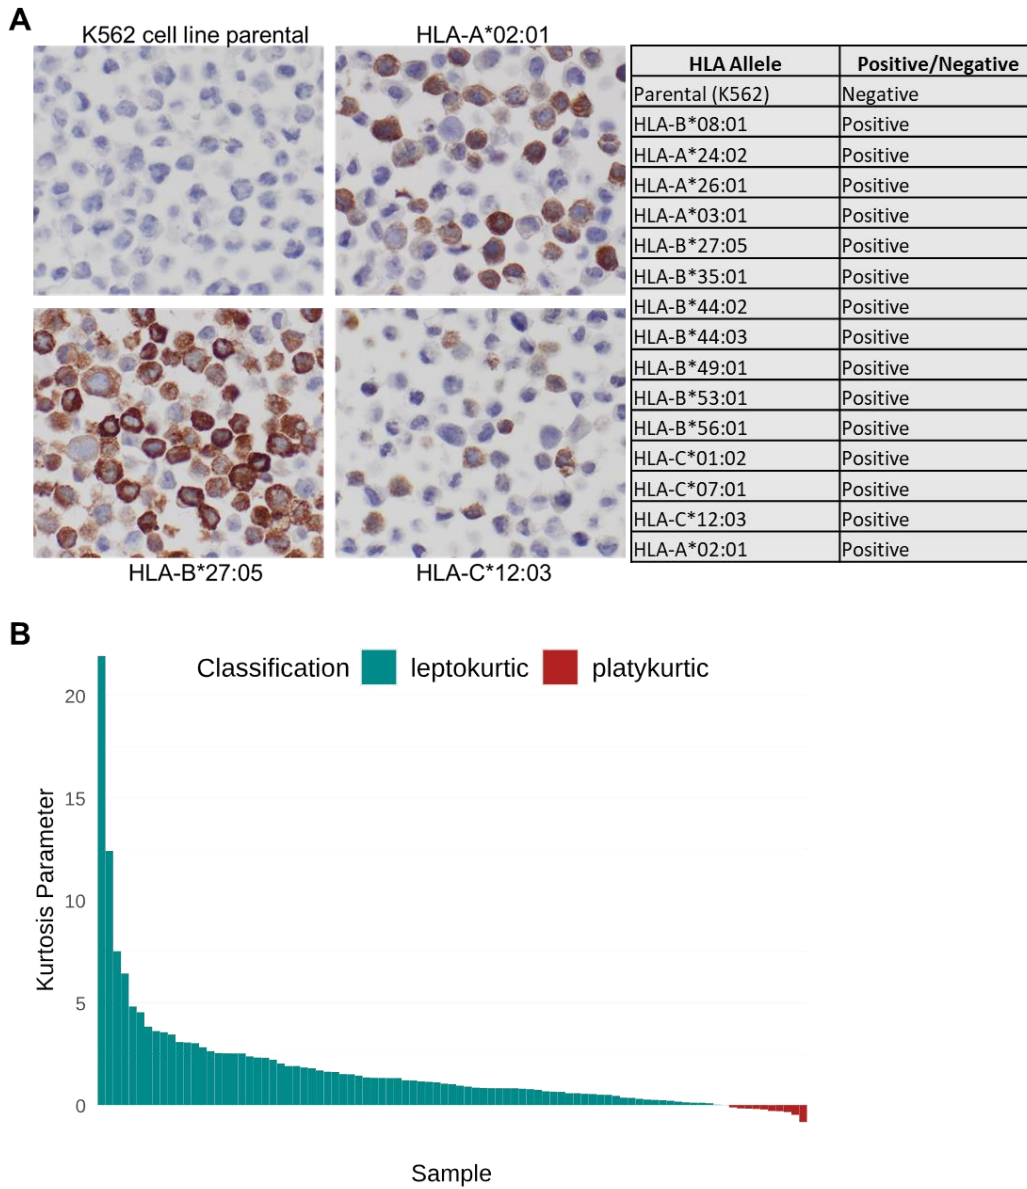 A
K562 cell line parental
HLA-A*02:01
HLA-B*27:05
HLA-C*12:03
HLA Allele Positive/Negative
Parental (K562) Negative
HLA-B*08:01 Positive
HLA-A*24:02 Positive
HLA-A*26:01 Positive
HLA-A*03:01 Positive
HLA-B*27:05 Positive
HLA-B*35:01 Positive
HLA-B*44:02 Positive
HLA-B*44:03 Positive
HLA-B*49:01 Positive
HLA-B*53:01 Positive
HLA-B*56:01 Positive
HLA-C*01:02 Positive
HLA-C*07:01 Positive
HLA-C*12:03 Positive
HLA-A*02:01 Positive
B
Classification leptokurtic platykurtic
Kurtosis Parameter
20
15
10
5
0
Sample